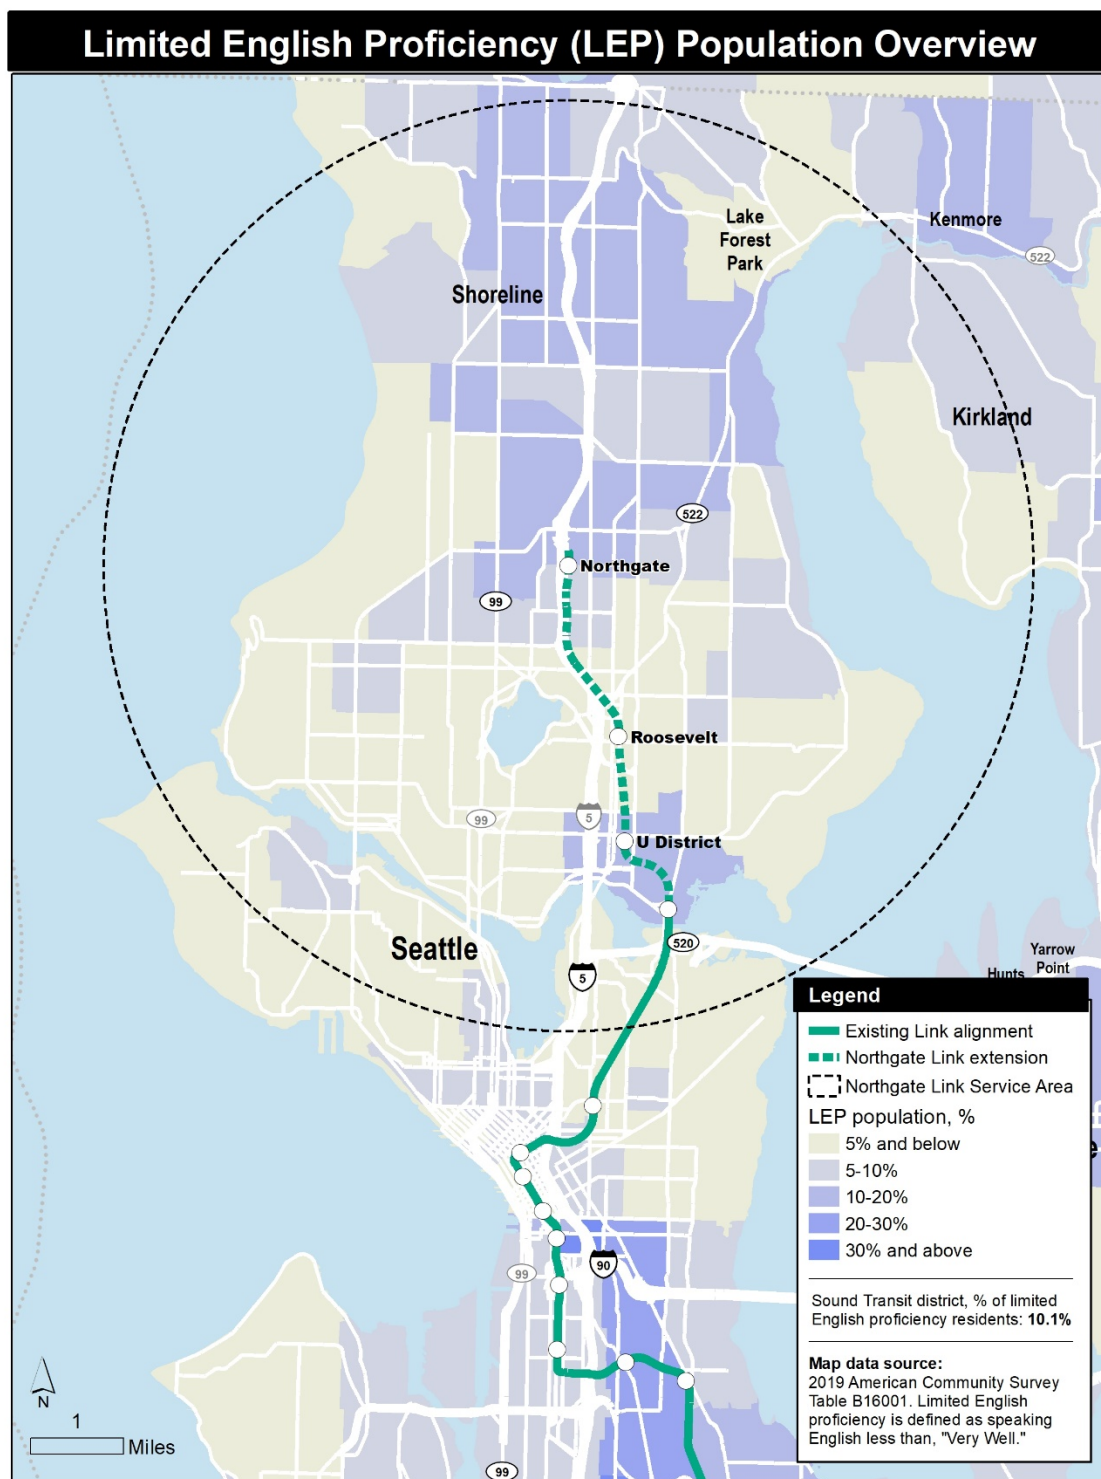 Limited English Proficiency (LEP) Population Overview
Lake
Forest
Park
Kenmore
522
Shoreline
Kirkland
522
Northgate
99
Roosevelt
99
5
U District
Seattle
520
5
Yarrow
Point
Hunts
Legend
Existing Link alignment
Northgate Link extension
Northgate Link Service Area
LEP population, %
5% and below
5-10%
10-20%
20-30%
30% and above
Sound Transit district, % of limited
English proficiency residents: 10.1%
Map data source:
2019 American Community Survey
Table B16001. Limited English
proficiency is defined as speaking
English less than, "Very Well."
90
99
N
1
Miles
99